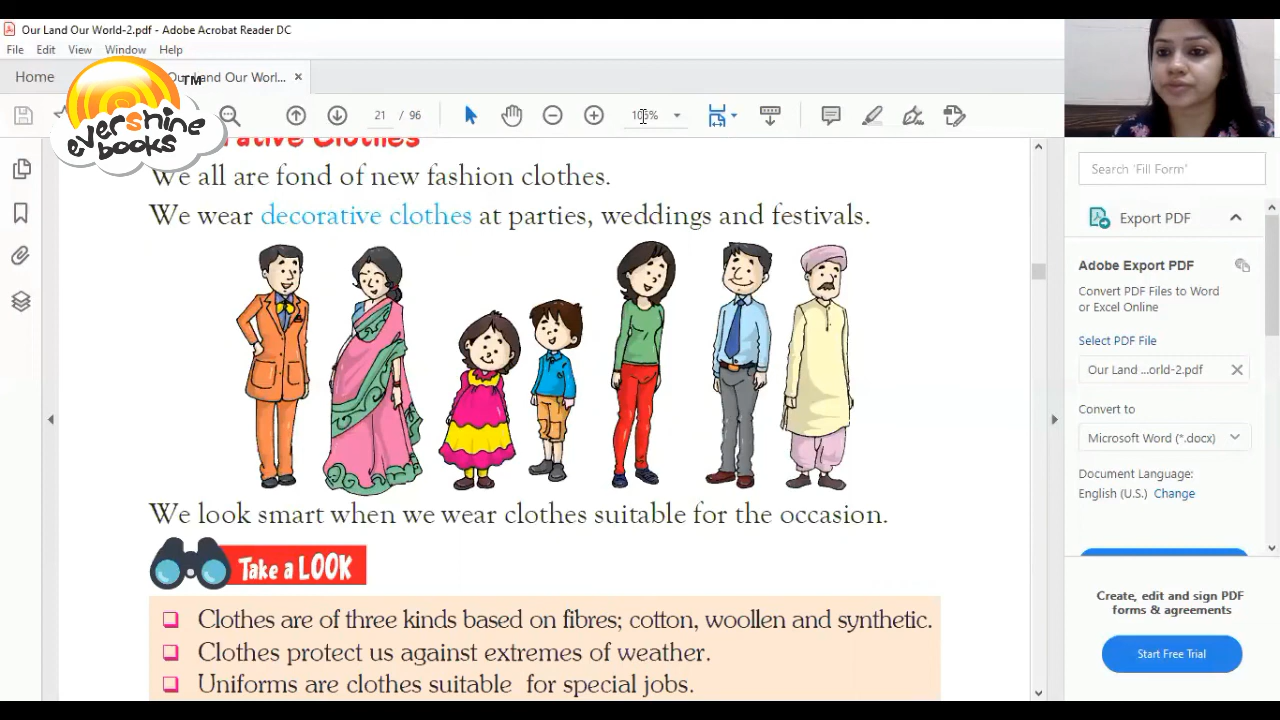 Our Land Our World-2.pdf - Adobe Acrobat Reader DC
File Edit View Window Help
Home
Our Land Our Worl... ×
evershine books TM
21 / 96
105%
Search 'Fill Form'
Export PDF
Adobe Export PDF
Convert PDF Files to Word
or Excel Online
Select PDF File
Our Land ...orld-2.pdf
Convert to
Microsoft Word (*.docx)
Document Language:
English (U.S.) Change
Create, edit and sign PDF
forms & agreements
Start Free Trial
Clothes
We all are fond of new fashion clothes.
We wear decorative clothes at parties, weddings and festivals.
We look smart when we wear clothes suitable for the occasion.
Take a LOOK
Clothes are of three kinds based on fibres; cotton, woollen and synthetic.
Clothes protect us against extremes of weather.
Uniforms are clothes suitable for special jobs.